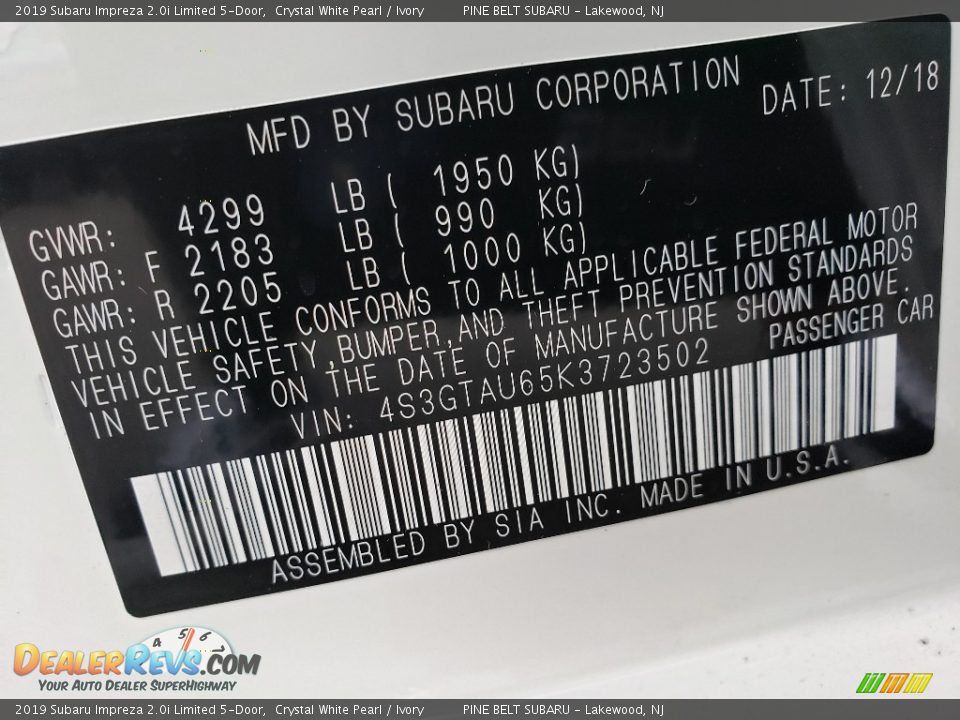 2019 Subaru Impreza 2.0i Limited 5-Door, Crystal White Pearl / Ivory PINE BELT SUBARU - Lakewood, NJ
MFD BY SUBARU CORPORATION DATE: 12/18
GVWR: 4299 LB ( 1950 KG)
GAWR: F 2183 LB ( 990 KG)
GAWR: R 2205 LB ( 1000 KG)
THIS VEHICLE CONFORMS TO ALL APPLICABLE FEDERAL MOTOR
VEHICLE SAFETY,BUMPER,AND THEFT PREVENTION STANDARDS
IN EFFECT ON THE DATE OF MANUFACTURE SHOWN ABOVE.
VIN: 4S3GTAU65K3723502 PASSENGER CAR
ASSEMBLED BY SIA INC. MADE IN U.S.A.
4 5 6 7
DEALERREVS.COM
YOUR AUTO DEALER SUPERHIGHWAY
2019 Subaru Impreza 2.0i Limited 5-Door, Crystal White Pearl / Ivory PINE BELT SUBARU - Lakewood, NJ